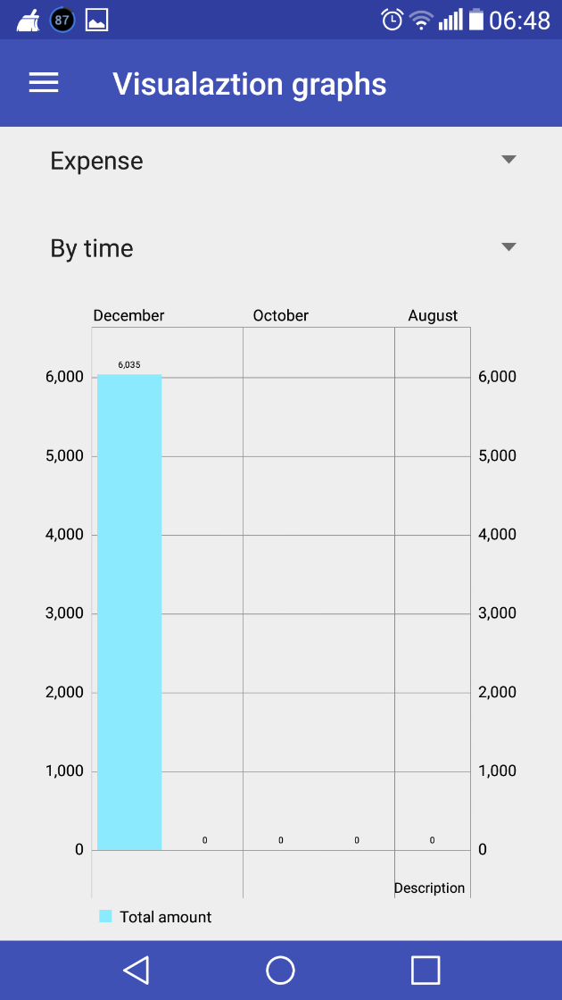 87 06:48
Visualaztion graphs
Expense
By time
December October August
6,035
6,000 6,000
5,000 5,000
4,000 4,000
3,000 3,000
2,000 2,000
1,000 1,000
0 0 0 0
0 0
Description
Total amount